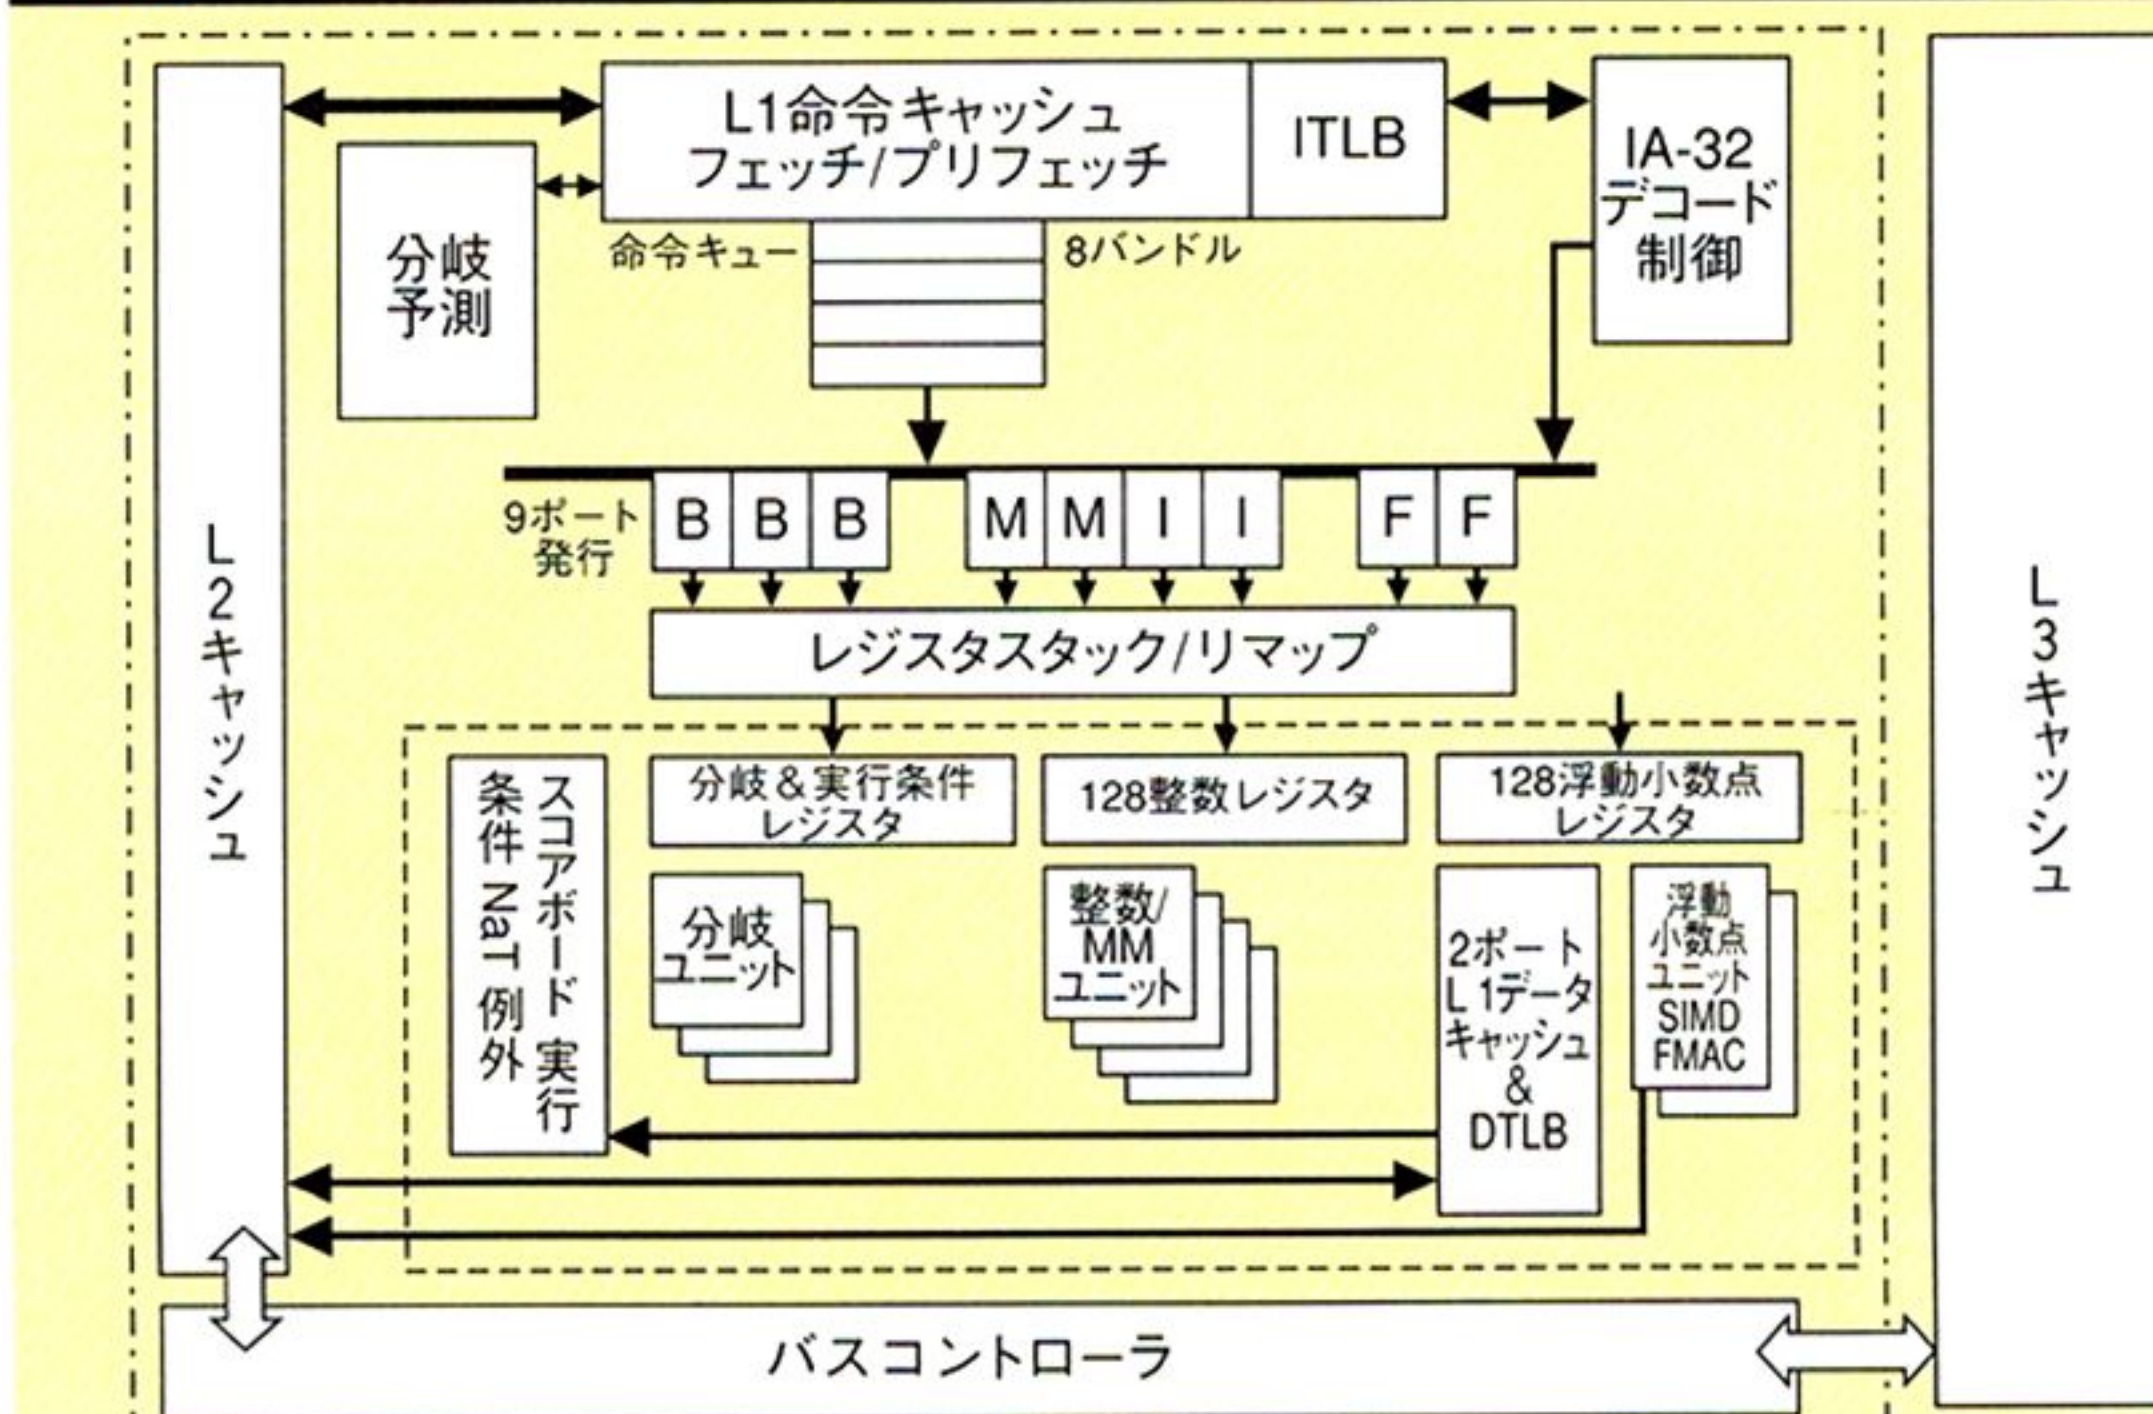 L1命令キャッシュ
フェッチ/プリフェッチ
ITLB
IA-32
デコード
制御
分岐
予測
命令キュー
8バンドル
9ポート
発行
B B B M M I I F F
レジスタスタック/リマップ
L2キャッシュ
L3キャッシュ
スコアボード 実行
条件 NaT 例外
分岐&実行条件
レジスタ
128整数レジスタ
128浮動小数点
レジスタ
分岐
ユニット
整数/
MM
ユニット
2ポート
L1データ
キャッシュ
&
DTLB
浮動
小数点
ユニット
SIMD
FMAC
バスコントローラ